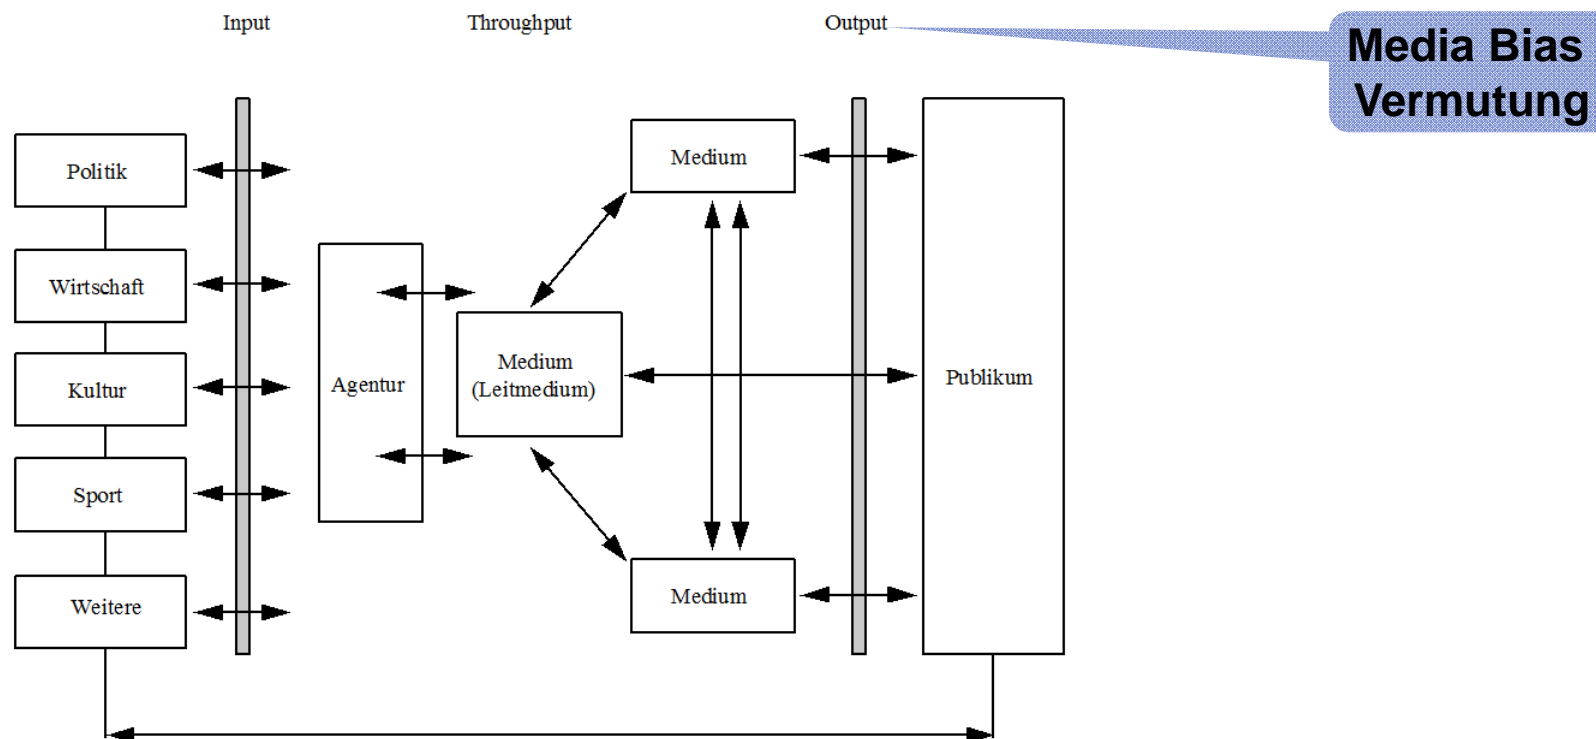 Input
Throughput
Output
Media Bias
Vermutung
Politik
Wirtschaft
Kultur
Sport
Weitere
Agentur
Medium
Medium
(Leitmedium)
Medium
Publikum